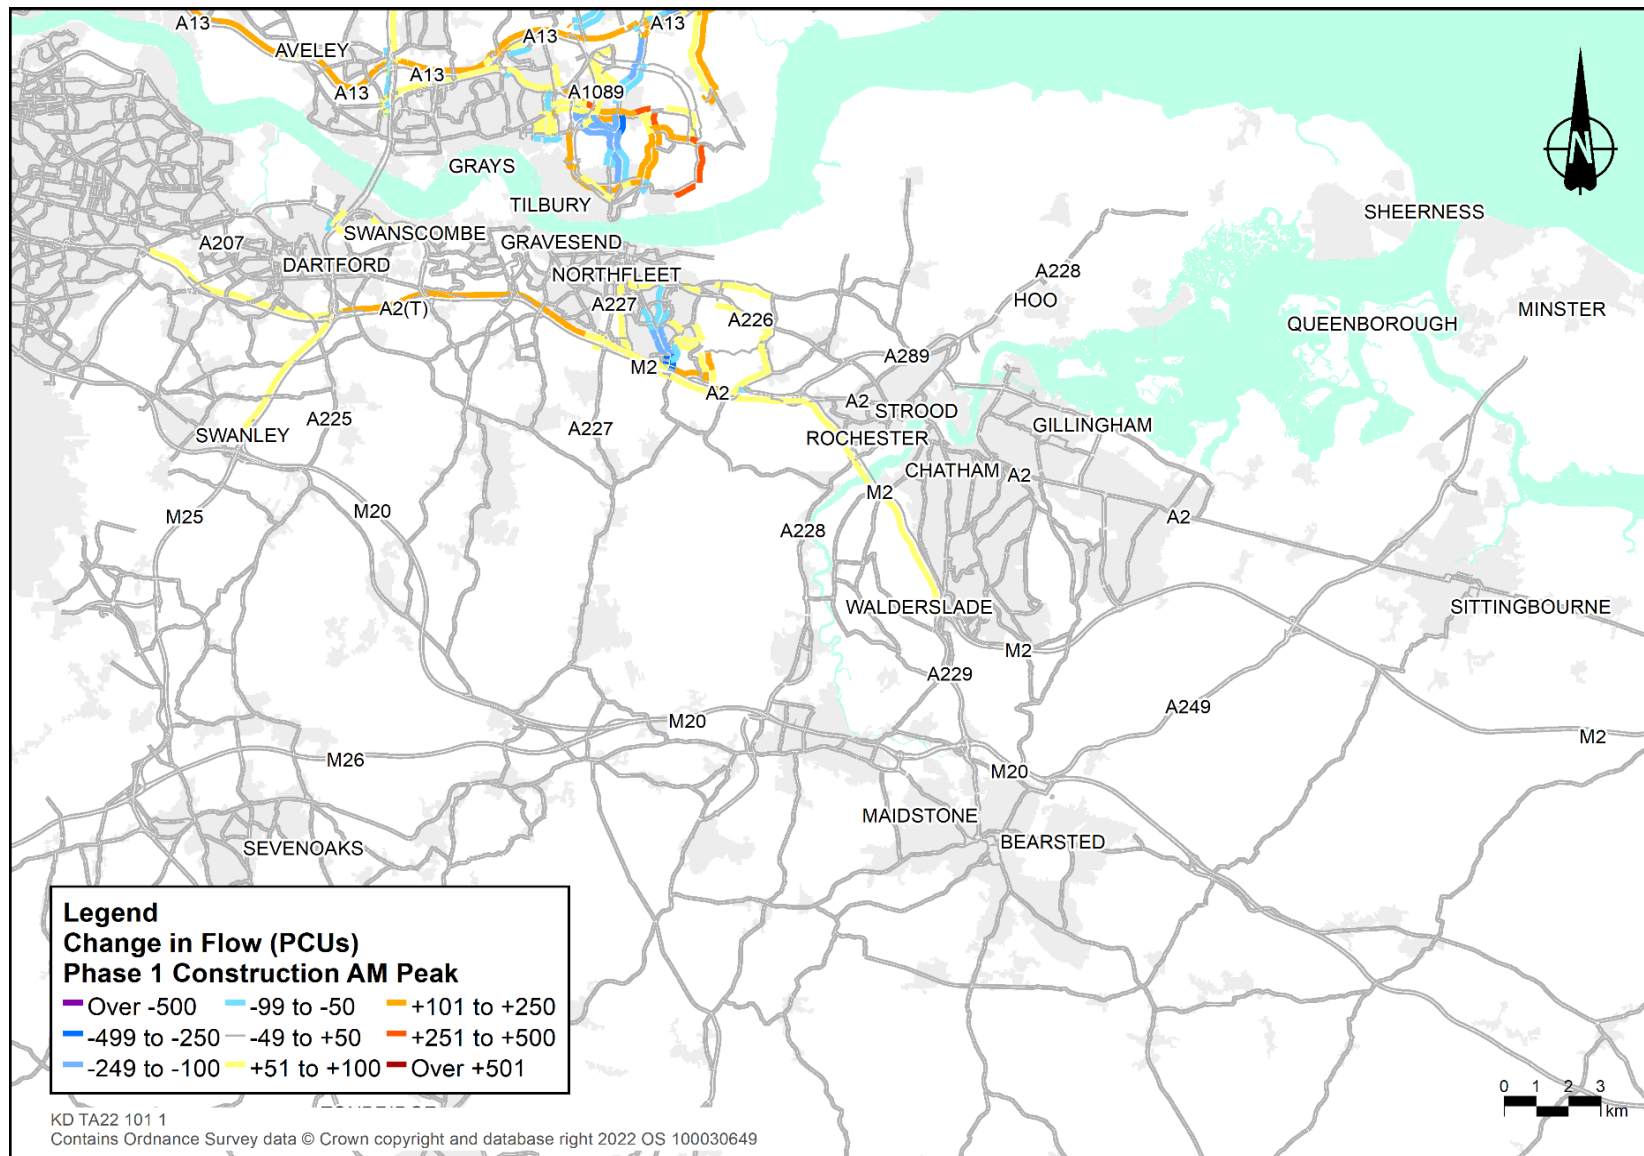 A13
A13
A13
AVELEY
A13
A13
A1089
GRAYS
TILBURY
SHEERNESS
SWANSCOMBE
A207
GRAVESEND
DARTFORD
NORTHFLEET
A228
HOO
A2(T)
A227
A226
MINSTER
QUEENBOROUGH
A289
M2
A2
A2
STROOD
A225
A227
GILLINGHAM
SWANLEY
ROCHESTER
CHATHAM
A2
M2
M25
M20
A2
A228
WALDERSLADE
SITTINGBOURNE
M2
A229
A249
M20
M2
M26
M20
MAIDSTONE
BEARSTED
SEVENOAKS
N
Legend
Change in Flow (PCUs)
Phase 1 Construction AM Peak
Over -500 -99 to -50 +101 to +250
-499 to -250 -49 to +50 +251 to +500
-249 to -100 +51 to +100 Over +501
0 1 2 3
km
KD TA22 101 1
Contains Ordnance Survey data © Crown copyright and database right 2022 OS 100030649